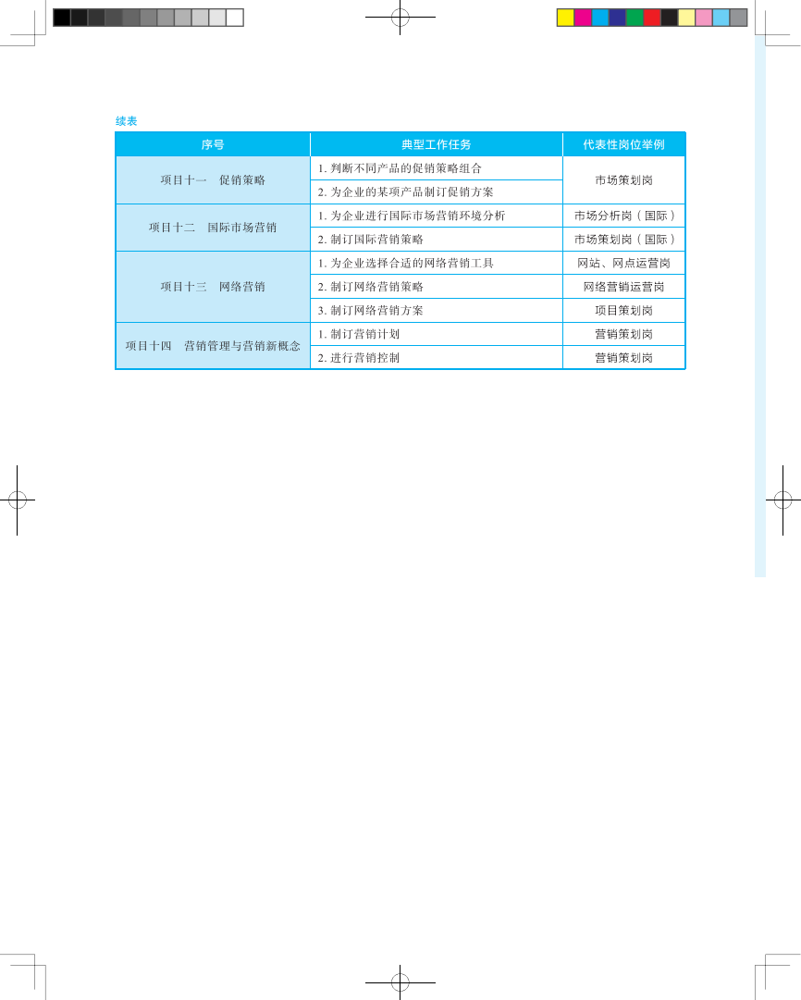 续表
序号 典型工作任务 代表性岗位举例
项目十一 促销策略 1. 判断不同产品的促销策略组合 市场策划岗
2. 为企业的某项产品制订促销方案
项目十二 国际市场营销 1. 为企业进行国际市场营销环境分析 市场分析岗（国际）
2. 制订国际营销策略 市场策划岗（国际）
项目十三 网络营销 1. 为企业选择合适的网络营销工具 网站、网点运营岗
2. 制订网络营销策略 网络营销运营岗
3. 制订网络营销方案 项目策划岗
项目十四 营销管理与营销新概念 1. 制订营销计划 营销策划岗
2. 进行营销控制 营销策划岗